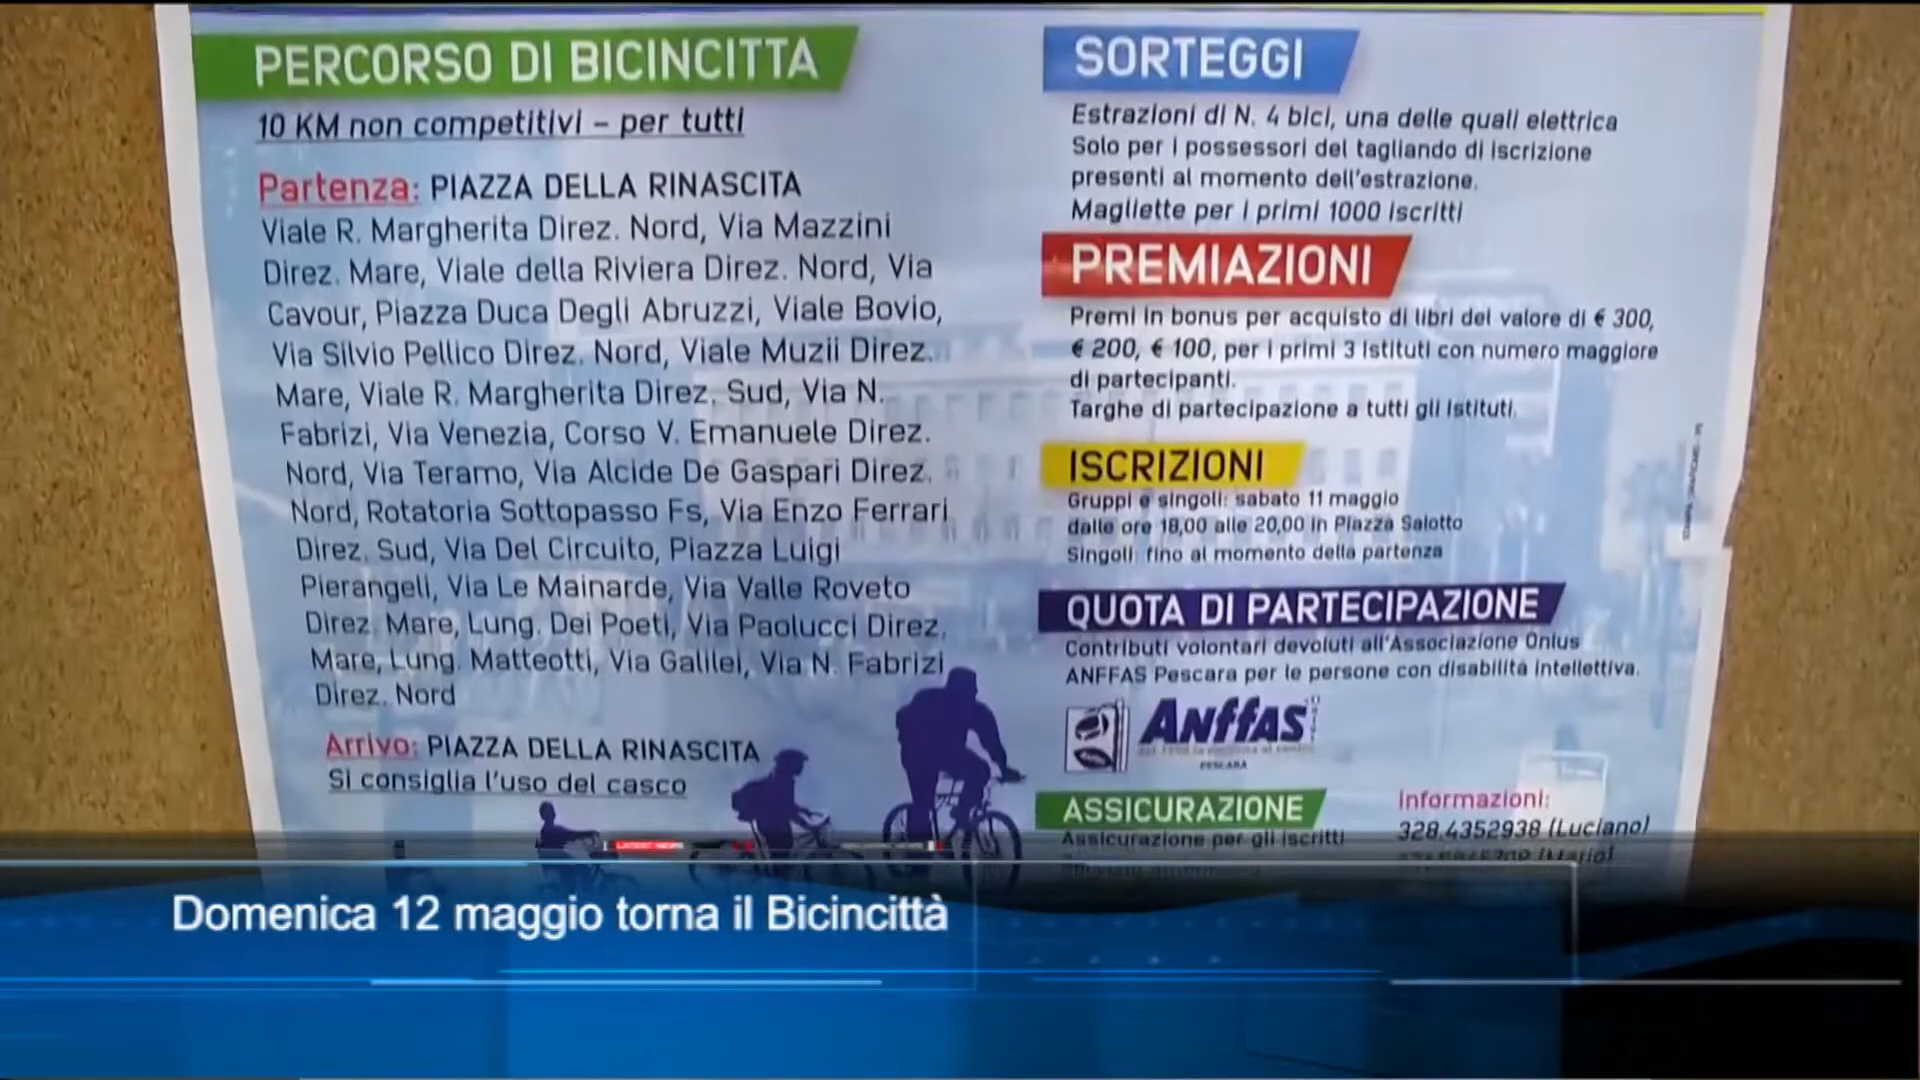 PERCORSO DI BICINCITTA
10 KM non competitivi – per tutti
Partenza: PIAZZA DELLA RINASCITA
Viale R. Margherita Direz. Nord, Via Mazzini
Direz. Mare, Viale della Riviera Direz. Nord, Via
Cavour, Piazza Duca Degli Abruzzi, Viale Bovio,
Via Silvio Pellico Direz. Nord, Viale Muzii Direz.
Mare, Viale R. Margherita Direz. Sud, Via N.
Fabrizi, Via Venezia, Corso V. Emanuele Direz.
Nord, Via Teramo, Via Alcide De Gaspari Direz.
Nord, Rotatoria Sottopasso Fs, Via Enzo Ferrari
Direz. Sud, Via Del Circuito, Piazza Luigi
Pierangeli, Via Le Mainarde, Via Valle Roveto
Direz. Mare, Lung. Dei Poeti, Via Paolucci Direz.
Mare, Lung. Matteotti, Via Galilei, Via N. Fabrizi
Direz. Nord
Arrivo: PIAZZA DELLA RINASCITA
Si consiglia l'uso del casco
SORTEGGI
Estrazioni di N. 4 bici, una delle quali elettrica
Solo per i possessori del tagliando di iscrizione
presenti al momento dell'estrazione.
Magliette per i primi 1000 iscritti
PREMIAZIONI
Premi in bonus per acquisto di libri del valore di € 300,
€ 200, € 100, per i primi 3 Istituti con numero maggiore
di partecipanti.
Targhe di partecipazione a tutti gli Istituti.
ISCRIZIONI
Gruppi e singoli: sabato 11 maggio
dalle ore 18,00 alle 20,00 in Piazza Salotto
Singoli: fino al momento della partenza
QUOTA DI PARTECIPAZIONE
Contributi volontari devoluti all'Associazione Onlus
ANFFAS Pescara per le persone con disabilità intellettiva.
ANffAS
PESCARA
ASSICURAZIONE
Assicurazione per gli iscritti
Informazioni:
328.4352938 (Luciano)
(Mario)
LATEST NEWS
Domenica 12 maggio torna il Bicincittà